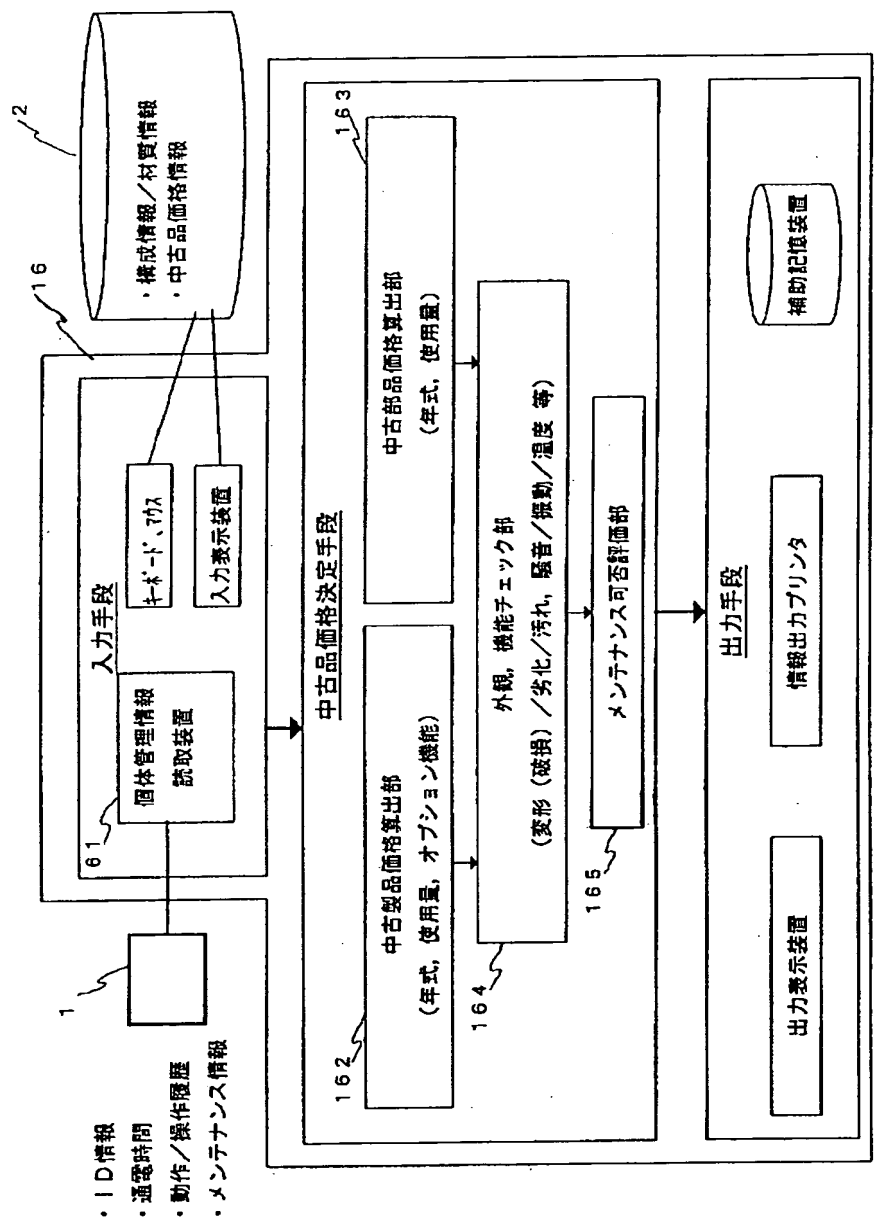 ・ID情報
・通電時間
・動作／操作履歴
・メンテナンス情報
1
61
個体管理情報
読取装置
入力手段
キーボード、マウス
入力表示装置
16
2
・構成情報／材質情報
・中古品価格情報
中古品価格決定手段
162
中古製品価格算出部
(年式，使用量，オプション機能)
163
中古部品価格算出部
(年式，使用量)
164
外観，機能チェック部
(変形（破損）／劣化／汚れ，騒音／振動／温度 等)
165
メンテナンス可否評価部
出力手段
出力表示装置
情報出力プリンタ
補助記憶装置